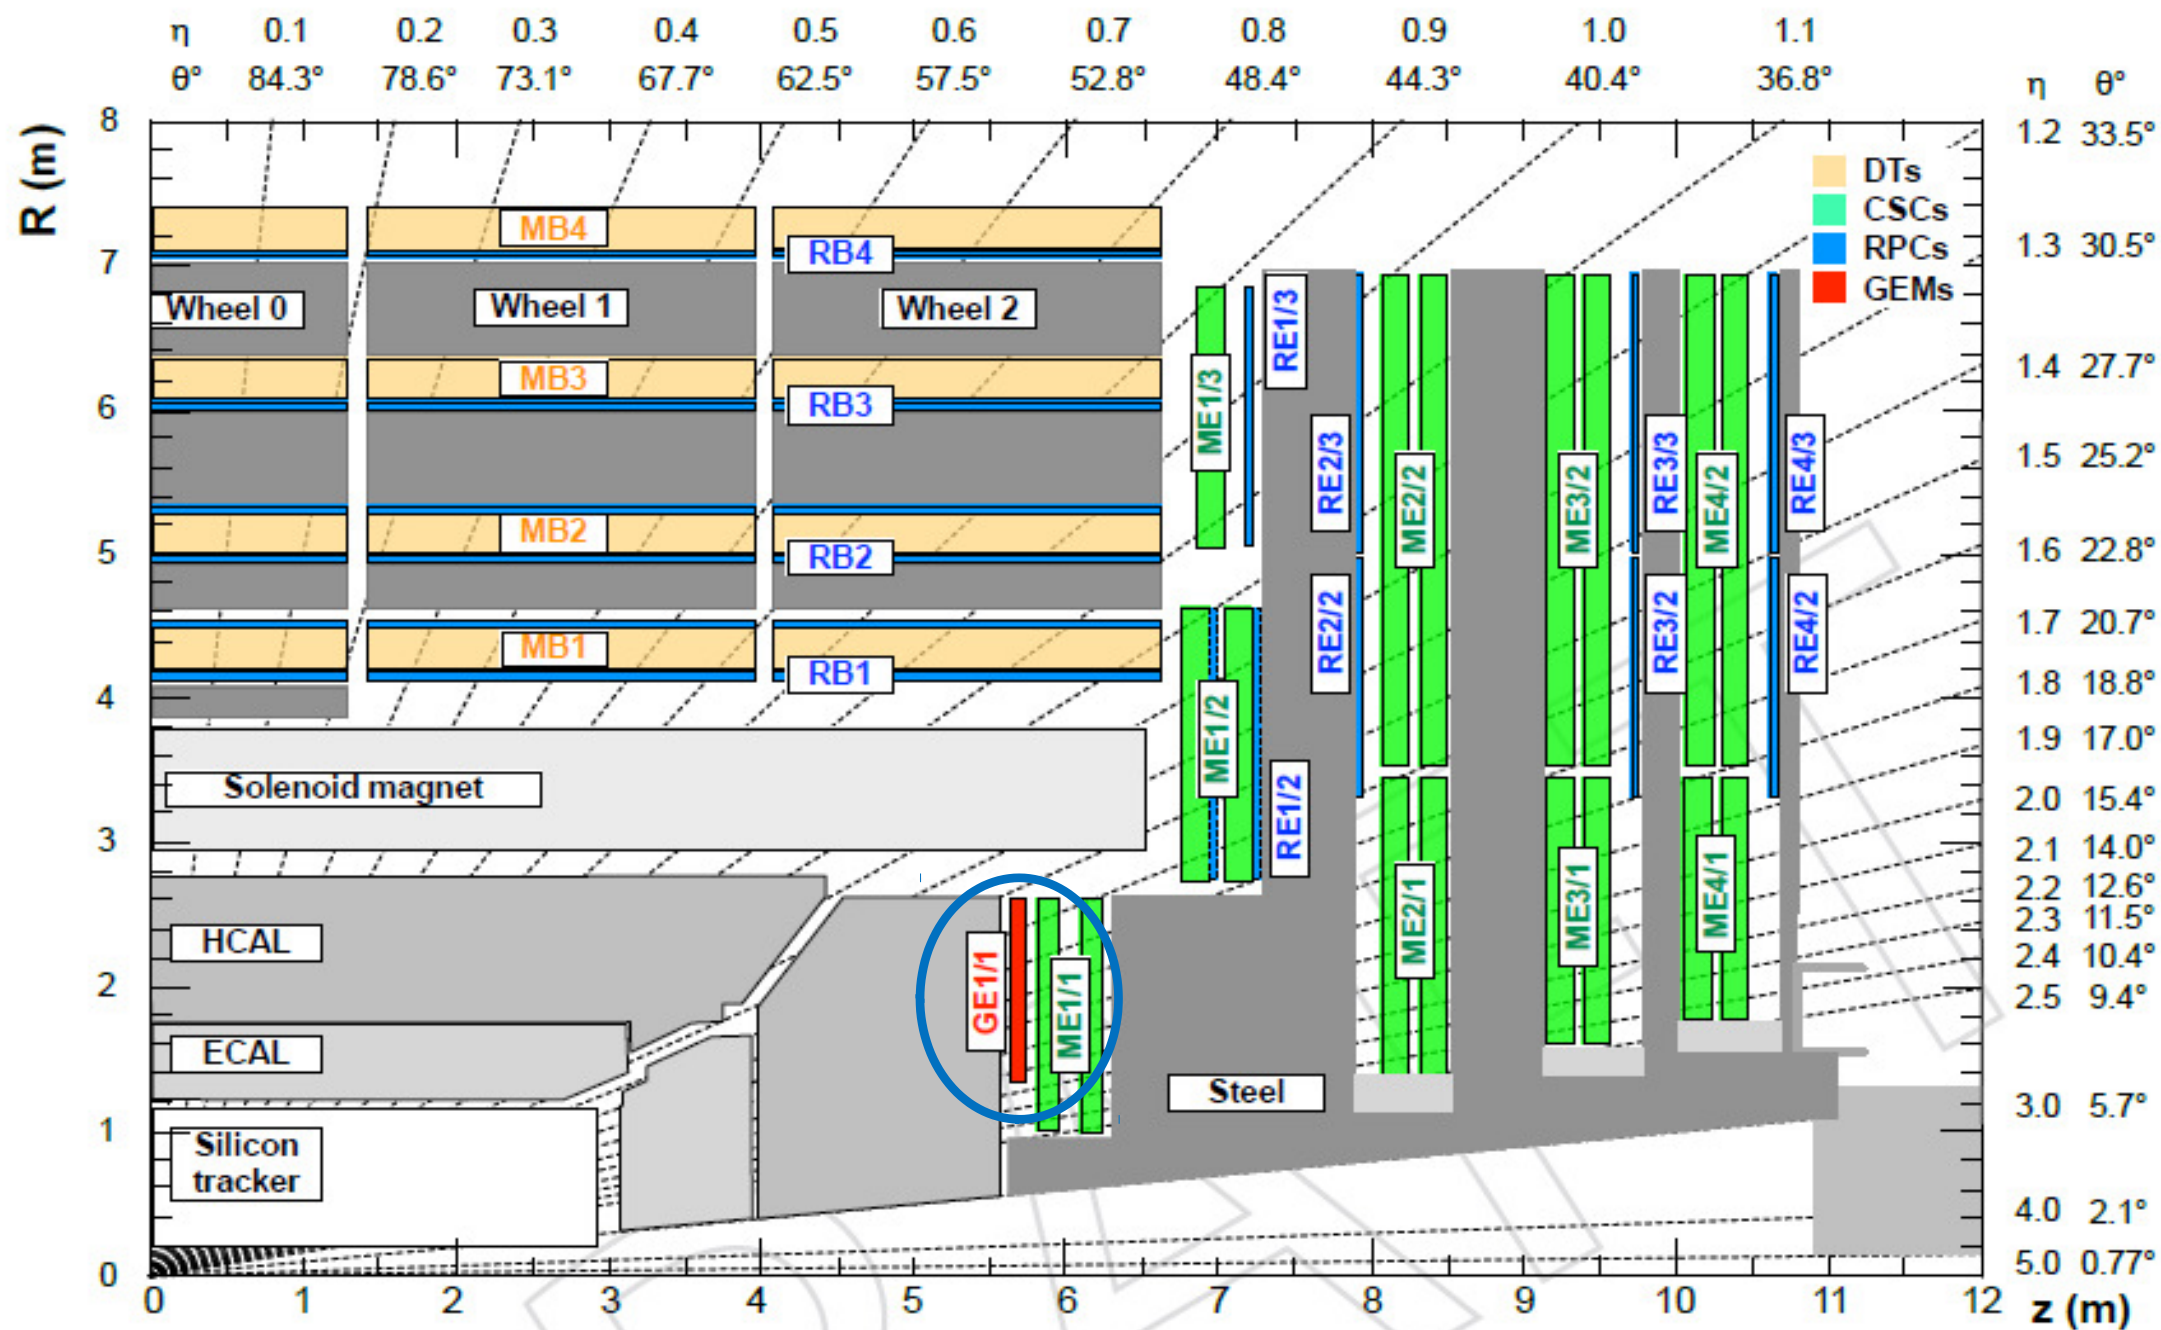 η 0.1 0.2 0.3 0.4 0.5 0.6 0.7 0.8 0.9 1.0 1.1
θ° 84.3° 78.6° 73.1° 67.7° 62.5° 57.5° 52.8° 48.4° 44.3° 40.4° 36.8°
η θ°
R (m)
8
7
6
5
4
3
2
1
0
0 1 2 3 4 5 6 7 8 9 10 11 12
z (m)
1.2 33.5°
1.3 30.5°
1.4 27.7°
1.5 25.2°
1.6 22.8°
1.7 20.7°
1.8 18.8°
1.9 17.0°
2.0 15.4°
2.1 14.0°
2.2 12.6°
2.3 11.5°
2.4 10.4°
2.5 9.4°
3.0 5.7°
4.0 2.1°
5.0 0.77°
DTs
CSCs
RPCs
GEMs
MB4
RB4
Wheel 0
Wheel 1
Wheel 2
MB3
RB3
MB2
RB2
MB1
RB1
Solenoid magnet
HCAL
ECAL
Silicon
tracker
Steel
GE1/1
ME1/1
ME1/2
ME1/3
RE1/3
RE1/2
RE2/3
RE2/2
ME2/2
ME2/1
ME3/2
ME3/1
RE3/3
RE3/2
ME4/2
ME4/1
RE4/3
RE4/2